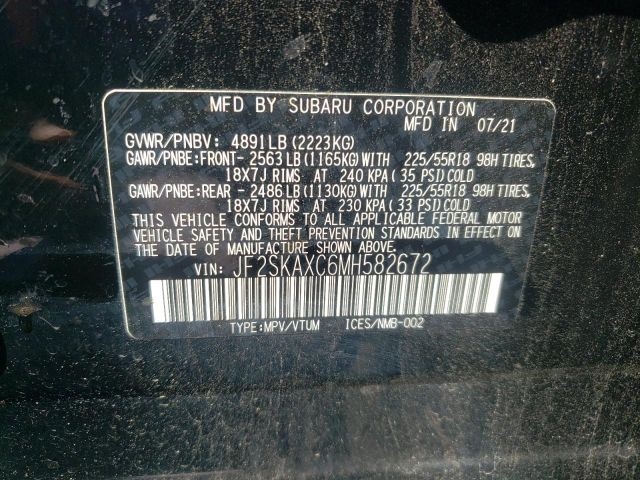 MFD BY SUBARU CORPORATION
MFD IN 07/21
GVWR/PNBV: 4891LB (2223KG)
GAWR/PNBE:FRONT- 2563 LB (1165KG) WITH 225/55R18 98H TIRES,
18X7J RIMS AT 240 KPA (35 PSI) COLD
GAWR/PNBE:REAR - 2486 LB (1130KG) WITH 225/55R18 98H TIRES,
18X7J RIMS AT 230 KPA (33 PSI) COLD
THIS VEHICLE CONFORMS TO ALL APPLICABLE FEDERAL MOTOR
VEHICLE SAFETY AND THEFT PREVENTION STANDARDS IN EFFECT ON
THE DATE OF MANUFACTURE SHOWN ABOVE.
VIN: JF2SKAXC6MH582672
TYPE:MPV/VTUM ICES/NMB-002